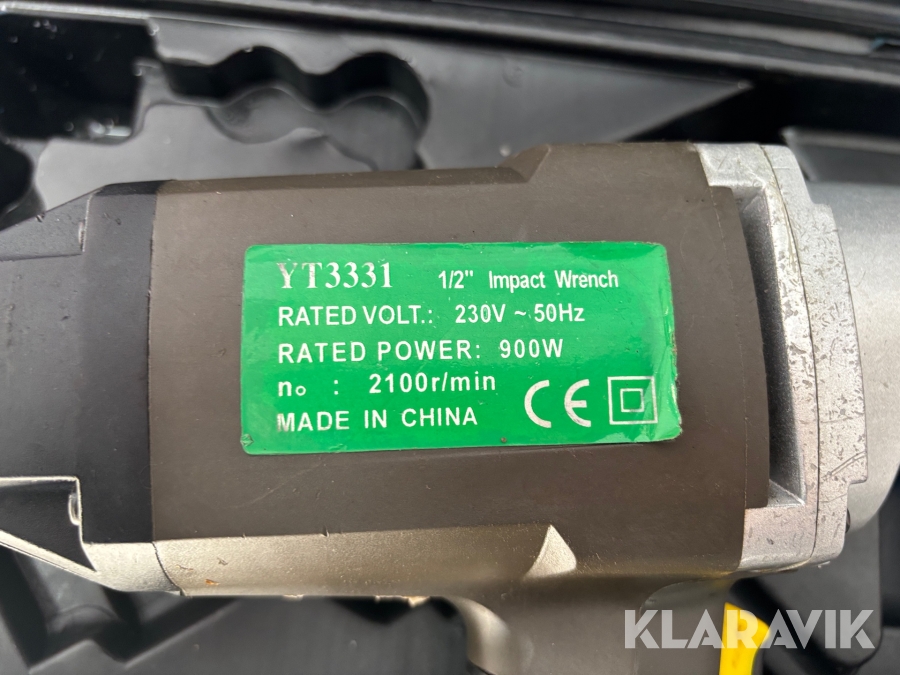 YT3331 1/2" Impact Wrench
RATED VOLT.: 230V ~ 50Hz
RATED POWER: 900W
no : 2100r/min
MADE IN CHINA CE
KLARAVIK